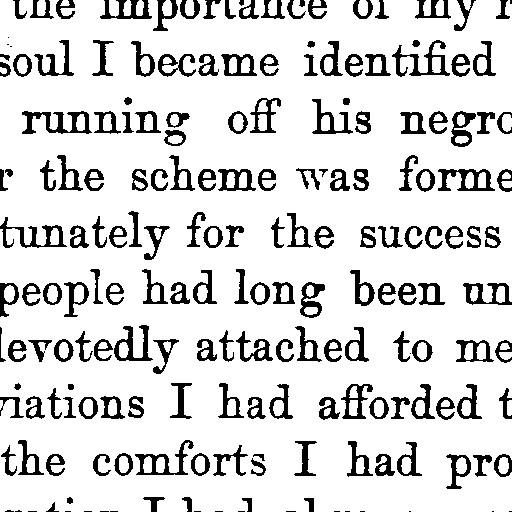 the importance of my
soul I became identified
running off his negro
the scheme was forme
tunately for the success
people had long been un
levotedly attached to me
viations I had afforded t
the comforts I had pro
I had